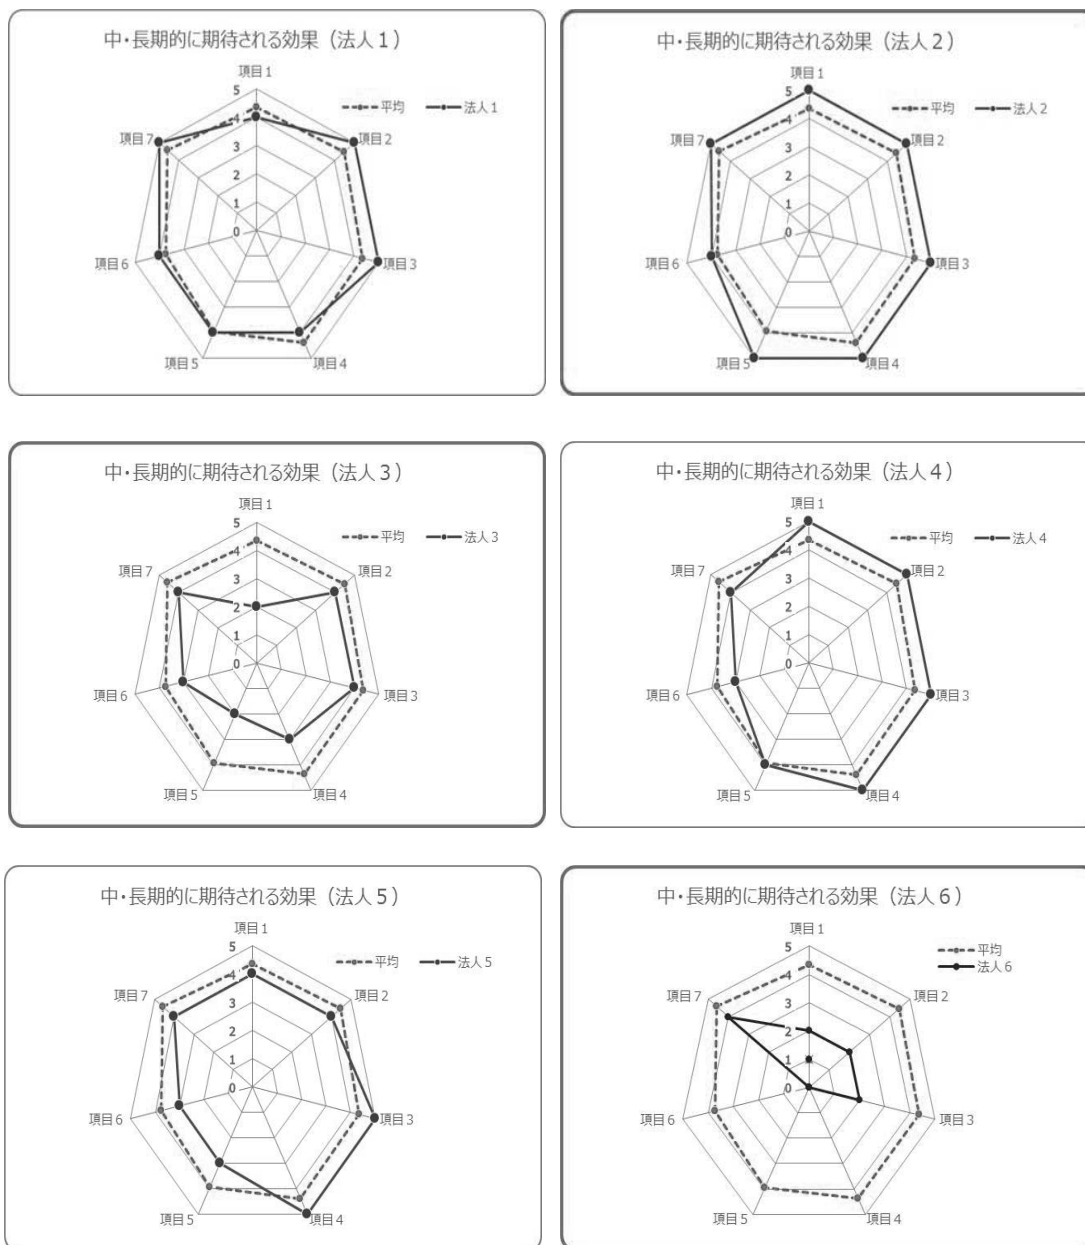 中・長期的に期待される効果（法人１）
項目1
平均
法人1
項目2
項目3
項目4
項目5
項目6
項目7
5
4
3
2
1
0
中・長期的に期待される効果（法人２）
項目1
平均
法人2
項目2
項目3
項目4
項目5
項目6
項目7
5
4
3
2
1
0
中・長期的に期待される効果（法人３）
項目1
平均
法人3
項目2
項目3
項目4
項目5
項目6
項目7
5
4
3
2
1
0
中・長期的に期待される効果（法人４）
項目1
平均
法人4
項目2
項目3
項目4
項目5
項目6
項目7
5
4
3
2
1
0
中・長期的に期待される効果（法人５）
項目1
平均
法人5
項目2
項目3
項目4
項目5
項目6
項目7
5
4
3
2
1
0
中・長期的に期待される効果（法人６）
項目1
平均
法人6
項目2
項目3
項目4
項目5
項目6
項目7
5
4
3
2
1
0